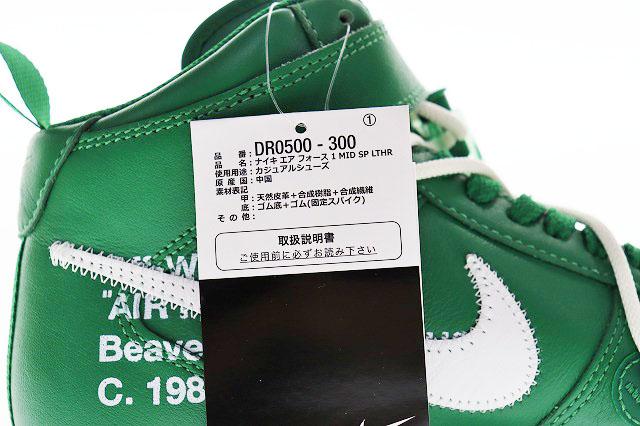 ①
品番：DR0500 - 300
品名：ナイキ エア フォース 1 MID SP LTHR
使用用途：カジュアルシューズ
原産国：中国
素材表記
甲：天然皮革＋合成樹脂＋合成繊維
底：ゴム底＋ゴム(固定スパイク)
その他：
取扱説明書
ご使用前に必ずお読み下さい
"AIR
C. 198